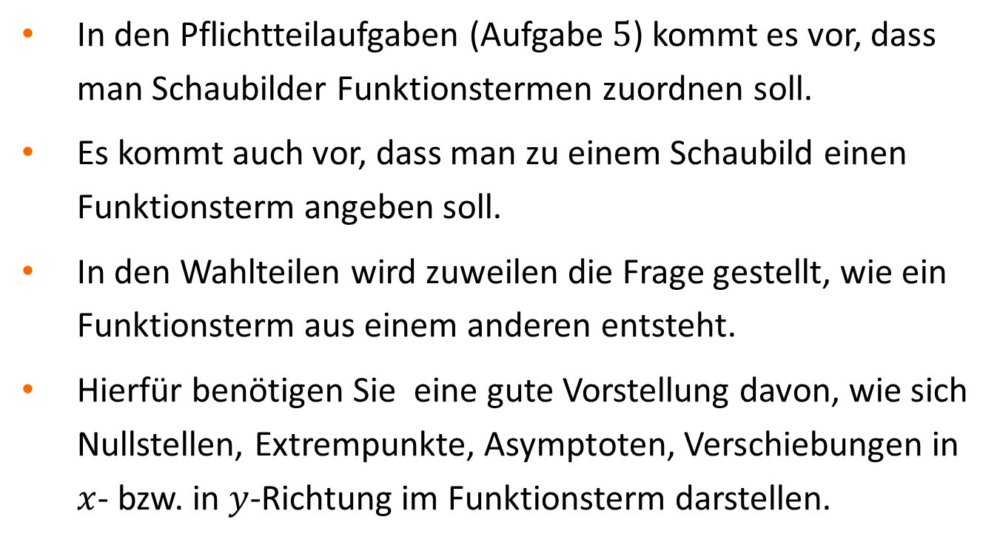 • In den Pflichtteilaufgaben (Aufgabe 5) kommt es vor, dass
man Schaubilder Funktionstermen zuordnen soll.
• Es kommt auch vor, dass man zu einem Schaubild einen
Funktionsterm angeben soll.
• In den Wahlteilen wird zuweilen die Frage gestellt, wie ein
Funktionsterm aus einem anderen entsteht.
• Hierfür benötigen Sie  eine gute Vorstellung davon, wie sich
Nullstellen, Extrempunkte, Asymptoten, Verschiebungen in
x- bzw. in y-Richtung im Funktionsterm darstellen.